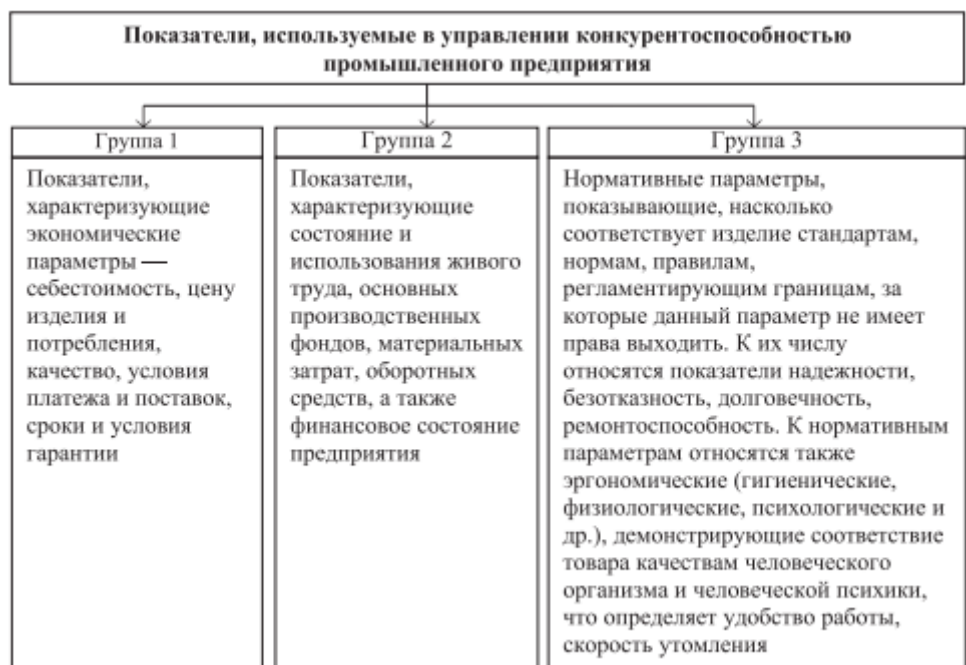 Показатели, используемые в управлении конкурентоспособностью
промышленного предприятия
Группа 1
Показатели,
характеризующие
экономические
параметры —
себестоимость, цену
изделия и
потребления,
качество, условия
платежа и поставок,
сроки и условия
гарантии
Группа 2
Показатели,
характеризующие
состояние и
использования живого
труда, основных
производственных
фондов, материальных
затрат, оборотных
средств, а также
финансовое состояние
предприятия
Группа 3
Нормативные параметры,
показывающие, насколько
соответствует изделие стандартам,
нормам, правилам,
регламентирующим границам, за
которые данный параметр не имеет
права выходить. К их числу
относятся показатели надежности,
безотказность, долговечность,
ремонтоспособность. К нормативным
параметрам относятся также
эргономические (гигиенические,
физиологические, психологические и
др.), демонстрирующие соответствие
товара качествам человеческого
организма и человеческой психики,
что определяет удобство работы,
скорость утомления